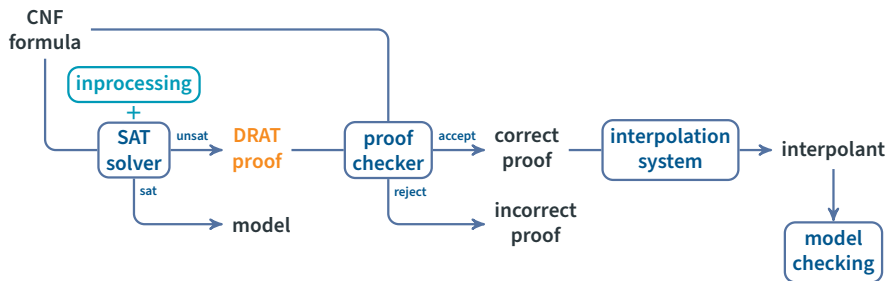 CNF
formula
inprocessing
+
SAT
solver
unsat
sat
DRAT
proof
model
proof
checker
accept
reject
correct
proof
incorrect
proof
interpolation
system
interpolant
model
checking